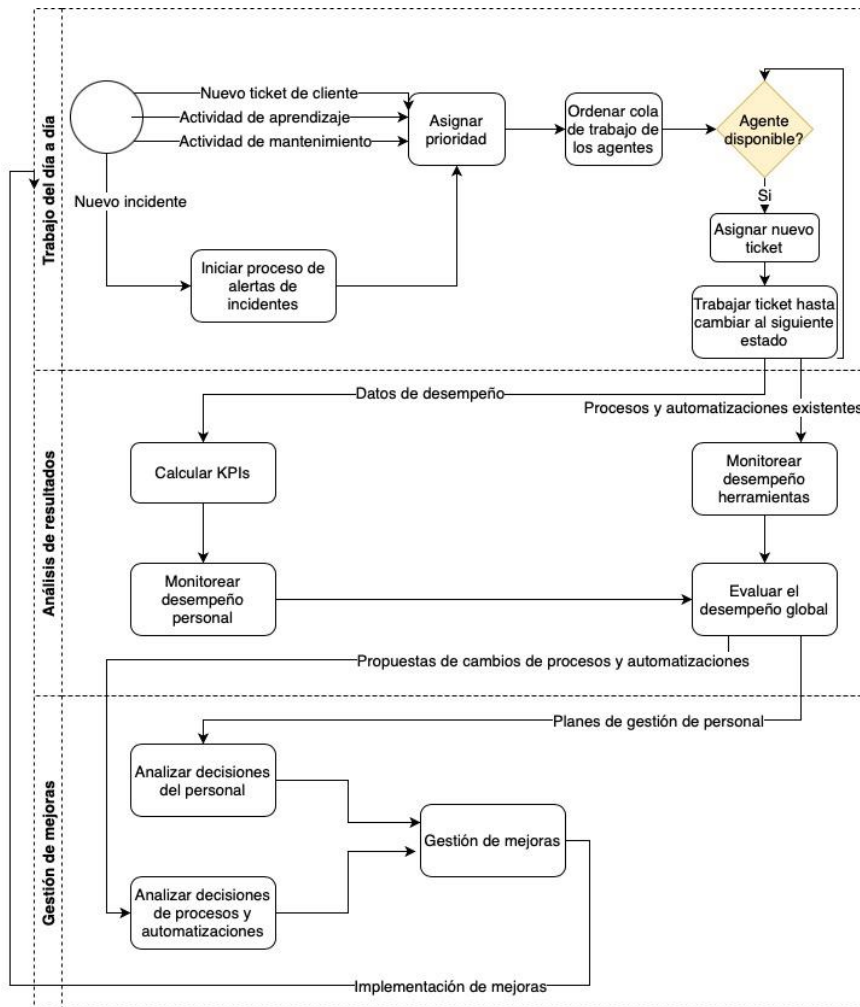 Trabajo del día a día
Nuevo ticket de cliente
Actividad de aprendizaje
Actividad de mantenimiento
Nuevo incidente
Iniciar proceso de
alertas de
incidentes
Asignar
prioridad
Ordenar cola
de trabajo de
los agentes
Agente
disponible?
Si
Asignar nuevo
ticket
Trabajar ticket hasta
cambiar al siguiente
estado
Análisis de resultados
Datos de desempeño
Procesos y automatizaciones existentes
Calcular KPIs
Monitorear
desempeño
herramientas
Monitorear
desempeño
personal
Evaluar el
desempeño global
Propuestas de cambios de procesos y automatizaciones
Gestión de mejoras
Planes de gestión de personal
Analizar decisiones
del personal
Gestión de mejoras
Analizar decisiones
de procesos y
automatizaciones
Implementación de mejoras